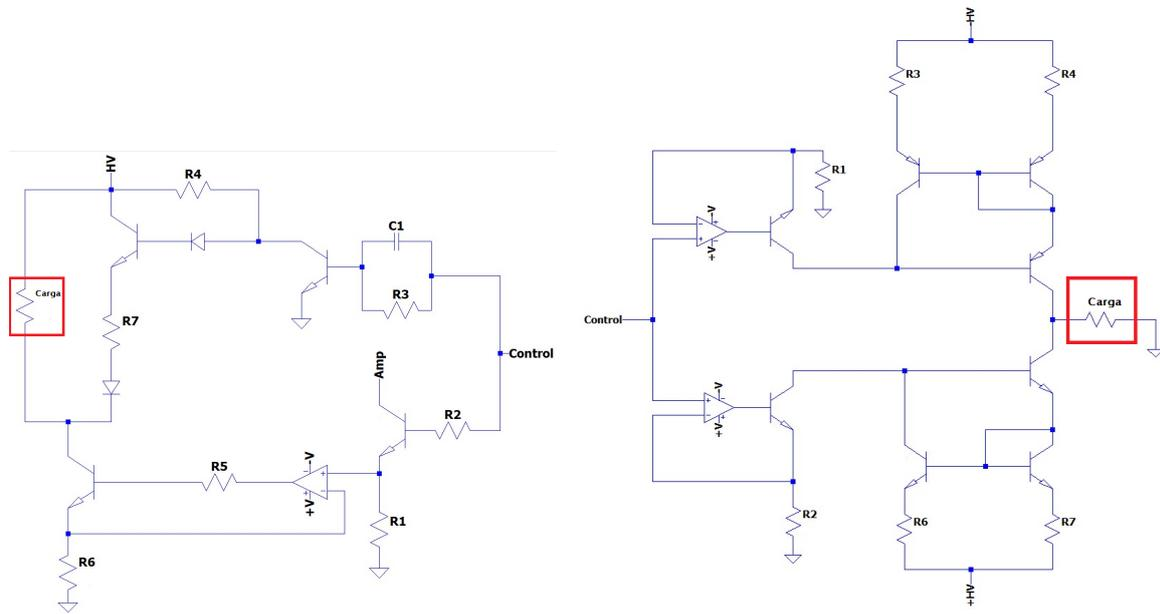 HV
R4
C1
Carga
R3
R7
Control
Amp
R2
-V
R5
+V
R1
R6
-HV
R3
R4
R1
-V
+V
Carga
Control
-V
+V
R2
R6
R7
+HV